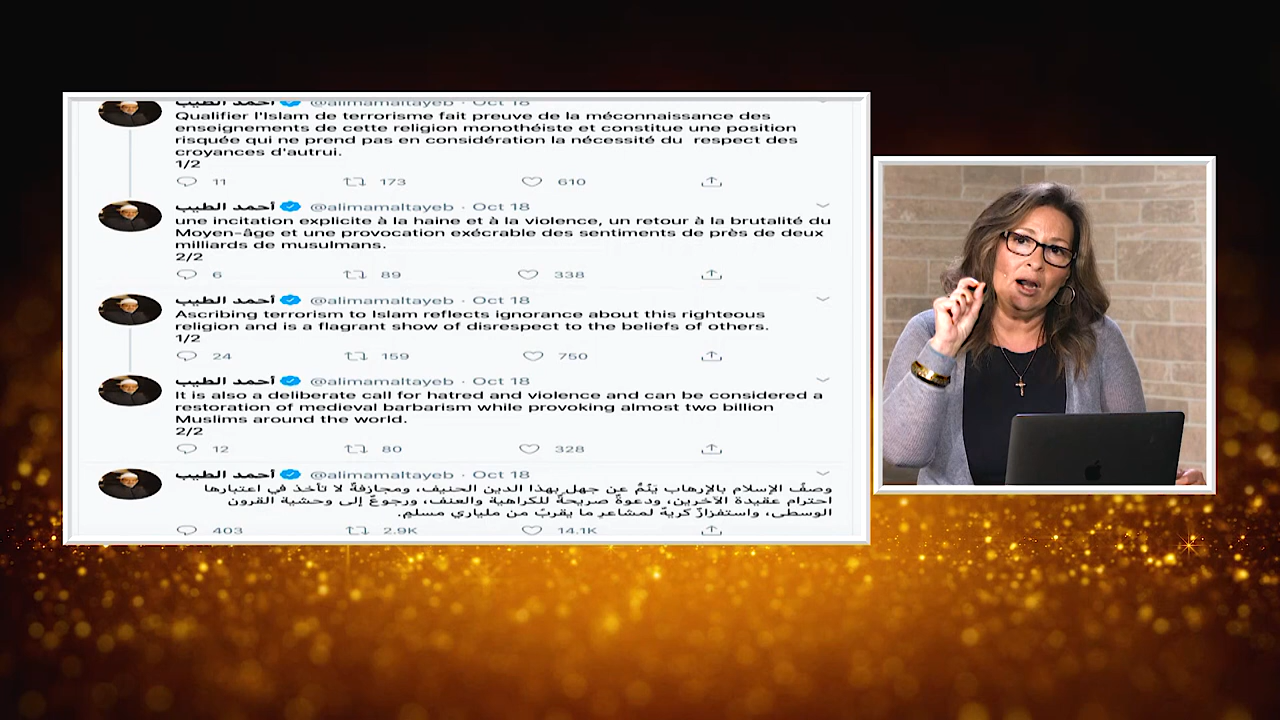 أحمد الطيب @alimamaltayeb · Oct 18
Qualifier l'Islam de terrorisme fait preuve de la méconnaissance des
enseignements de cette religion monothéiste et constitue une position
risquée qui ne prend pas en considération la nécessité du respect des
croyances d'autrui.
1/2
11 173 610
أحمد الطيب @alimamaltayeb · Oct 18
une incitation explicite à la haine et à la violence, un retour à la brutalité du
Moyen-âge et une provocation exécrable des sentiments de près de deux
milliards de musulmans.
2/2
6 89 338
أحمد الطيب @alimamaltayeb · Oct 18
Ascribing terrorism to Islam reflects ignorance about this righteous
religion and is a flagrant show of disrespect to the beliefs of others.
1/2
24 159 750
أحمد الطيب @alimamaltayeb · Oct 18
It is also a deliberate call for hatred and violence and can be considered a
restoration of medieval barbarism while provoking almost two billion
Muslims around the world.
2/2
12 80 328
أحمد الطيب @alimamaltayeb · Oct 18
وصفُ الإسلام بالإرهاب يَنُمُّ عن جهل بهذا الدين الحنيف، ومجازفةٌ لا تأخذ في اعتبارها
احترام عقيدة الآخرين، ودعوةٌ صريحةٌ للكراهية والعنف، ورجوعٌ إلى وحشية القرون
الوسطى، واستفزازٌ كريهٌ لمشاعرِ ما يقربُ من ملياري مسلمٍ.
403 2.9K 14.1K